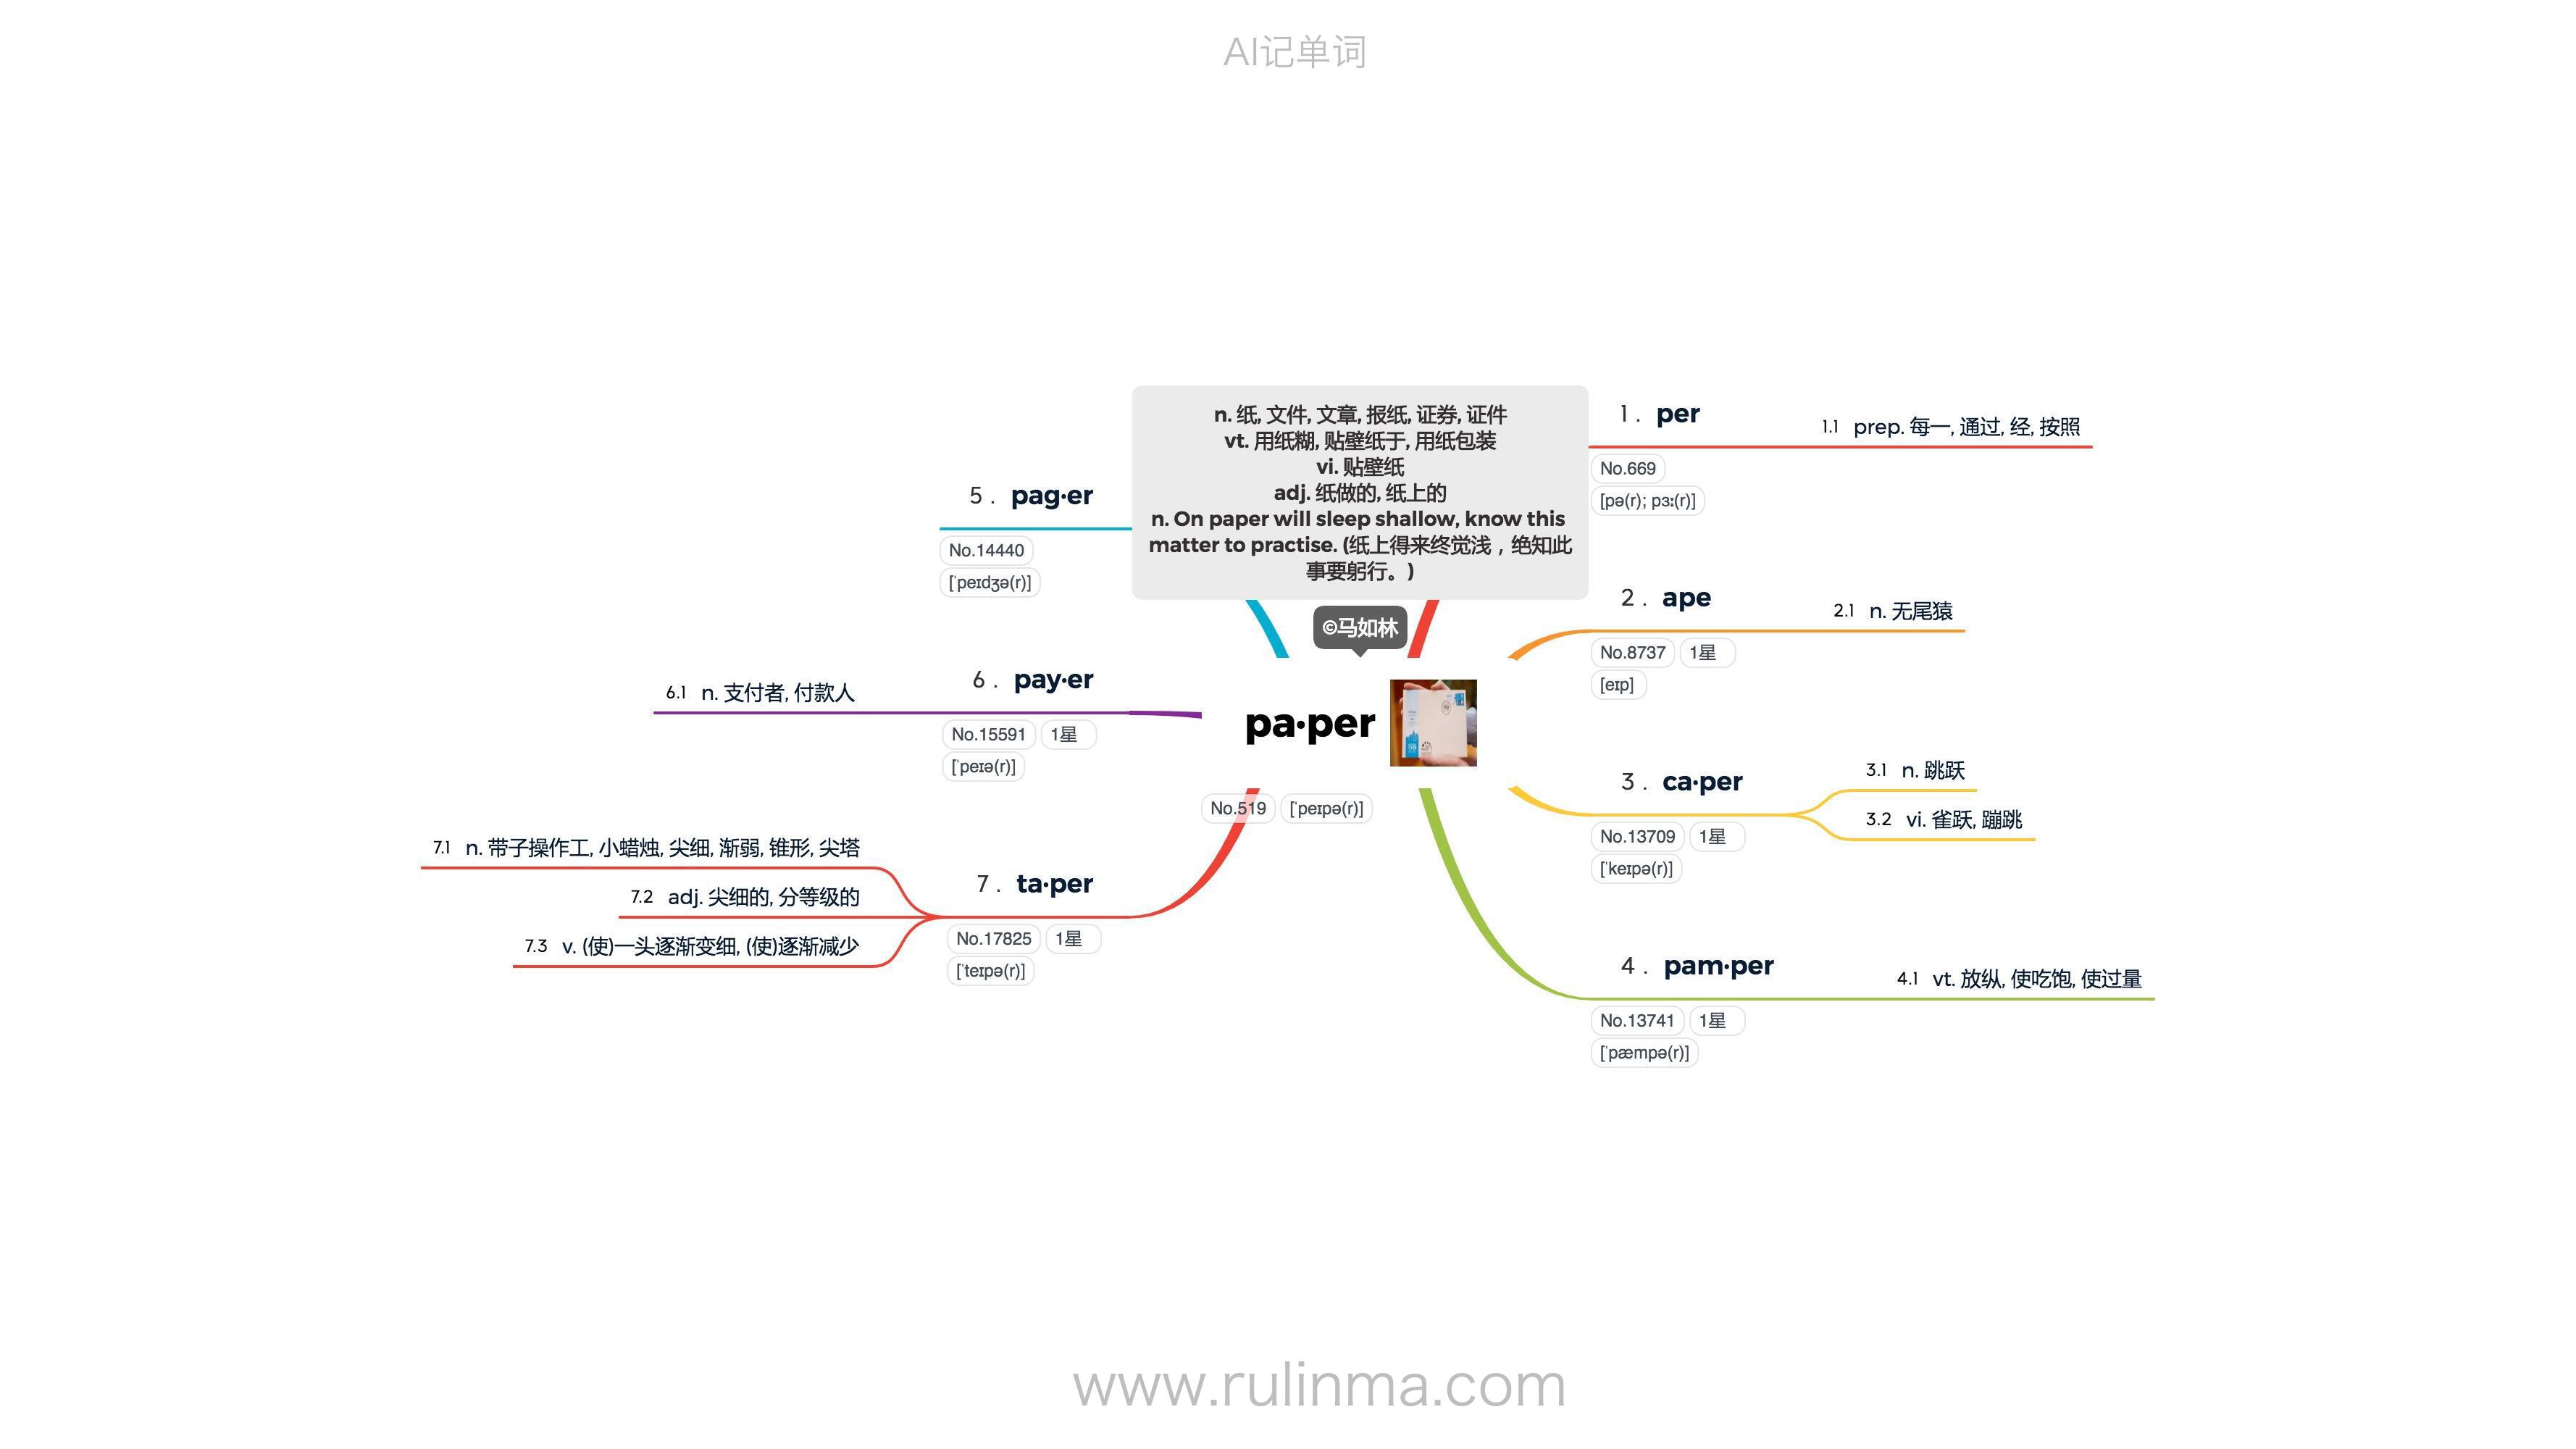 AI记单词
n. 纸, 文件, 文章, 报纸, 证券, 证件
vt. 用纸糊, 贴壁纸于, 用纸包装
vi. 贴壁纸
adj. 纸做的, 纸上的
n. On paper will sleep shallow, know this
matter to practise. (纸上得来终觉浅，绝知此
事要躬行。)
©马如林
pa·per
No.519 [ˈpeɪpə(r)]
1. per
1.1 prep. 每一, 通过, 经, 按照
No.669
[pə(r); pɜː(r)]
2. ape
2.1 n. 无尾猿
No.8737 1星
[eɪp]
3. ca·per
3.1 n. 跳跃
3.2 vi. 雀跃, 蹦跳
No.13709 1星
[ˈkeɪpə(r)]
4. pam·per
4.1 vt. 放纵, 使吃饱, 使过量
No.13741 1星
[ˈpæmpə(r)]
5. pag·er
No.14440
[ˈpeɪdʒə(r)]
6. pay·er
6.1 n. 支付者, 付款人
No.15591 1星
[ˈpeɪə(r)]
7. ta·per
7.1 n. 带子操作工, 小蜡烛, 尖细, 渐弱, 锥形, 尖塔
7.2 adj. 尖细的, 分等级的
7.3 v. (使)一头逐渐变细, (使)逐渐减少
No.17825 1星
[ˈteɪpə(r)]
www.rulinma.com